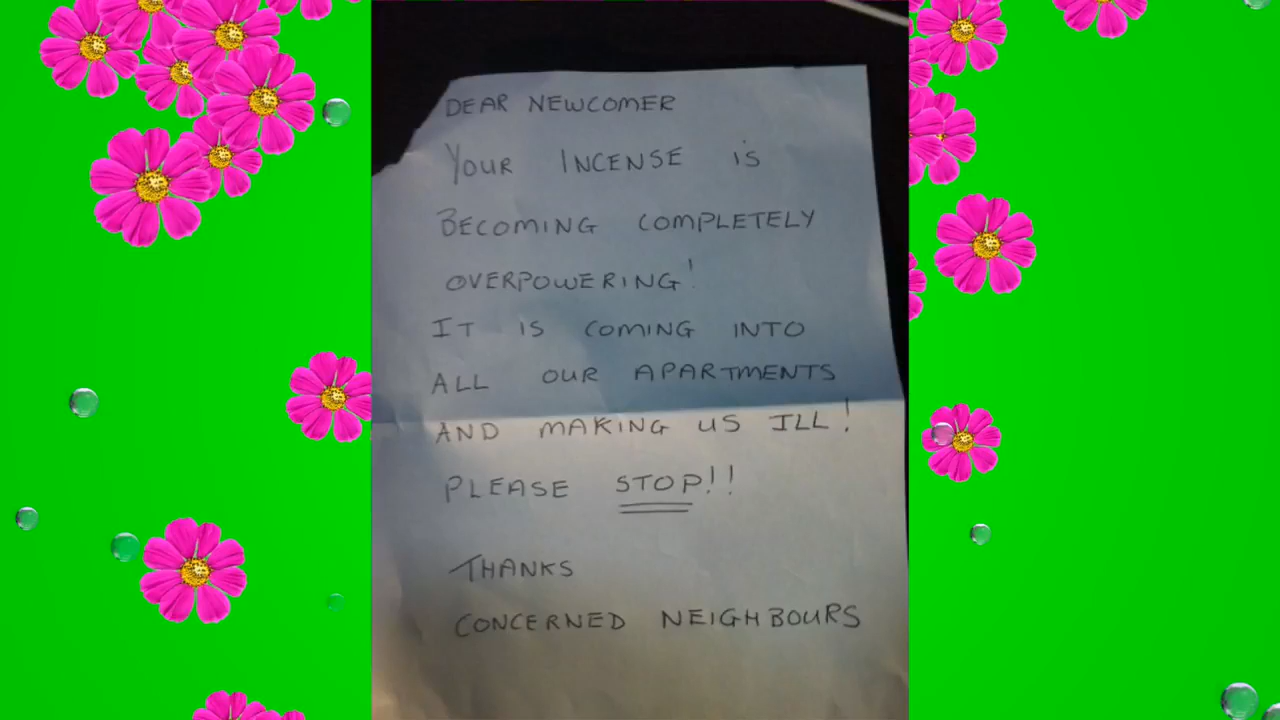 DEAR NEWCOMER
YOUR INCENSE iS
BECOMING COMPLETELY
OVERPOWERING!
IT IS COMING INTO
ALL OUR APARTMENTS
AND MAKING US ILL!
PLEASE STOP!!
THANKS
CONCERNED NEIGHBOURS